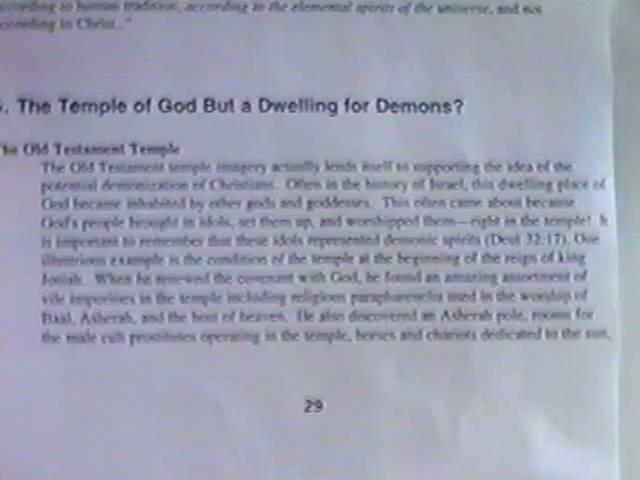 according to human tradition, according to the elemental spirits of the universe, and not
according to Christ."
. The Temple of God But a Dwelling for Demons?
The Old Testament Temple
The Old Testament temple imagery actually lends itself to supporting the idea of the
potential demonization of Christians. Often in the history of Israel, this dwelling place of
God became inhabited by other gods and goddesses. This often came about because
God's people brought in idols, set them up, and worshipped them—right in the temple! It
is important to remember that these idols represented demonic spirits (Deut 32:17). One
illustrious example is the condition of the temple at the beginning of the reign of king
Josiah. When he renewed the covenant with God, he found an amazing assortment of
vile impurities in the temple including religious paraphernelia used in the worship of
Baal, Asherah, and the host of heaven. He also discovered an Asherah pole, rooms for
the male cult prostitutes operating in the temple, horses and chariots dedicated to the sun,
29